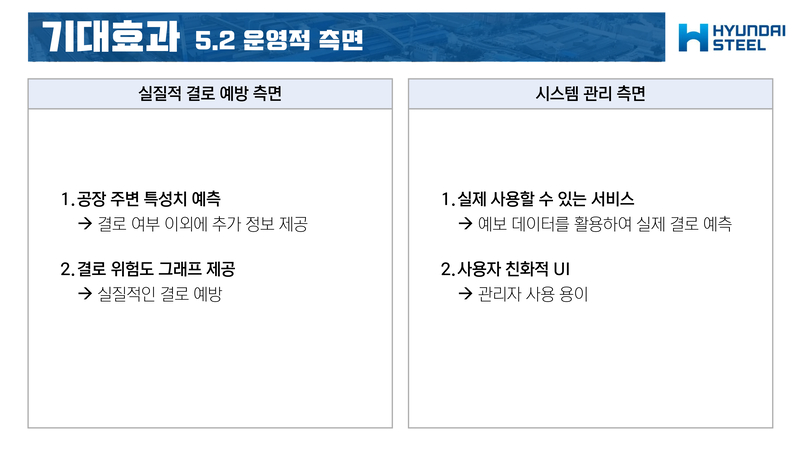 기대효과 5.2 운영적 측면
HYUNDAI
STEEL
실질적 결로 예방 측면
1. 공장 주변 특성치 예측
→ 결로 여부 이외에 추가 정보 제공
2. 결로 위험도 그래프 제공
→ 실질적인 결로 예방
시스템 관리 측면
1. 실제 사용할 수 있는 서비스
→ 예보 데이터를 활용하여 실제 결로 예측
2. 사용자 친화적 UI
→ 관리자 사용 용이